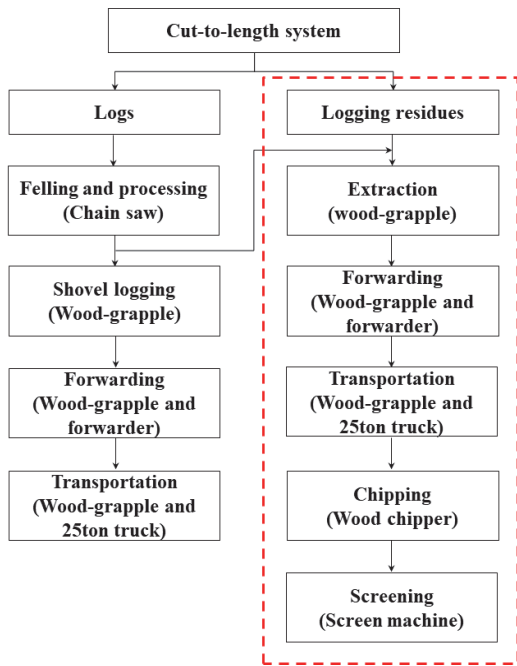 Cut-to-length system
Logs
Felling and processing
(Chain saw)
Shovel logging
(Wood-grapple)
Forwarding
(Wood-grapple and
forwarder)
Transportation
(Wood-grapple and
25ton truck)
Logging residues
Extraction
(wood-grapple)
Forwarding
(Wood-grapple and
forwarder)
Transportation
(Wood-grapple and
25ton truck)
Chipping
(Wood chipper)
Screening
(Screen machine)